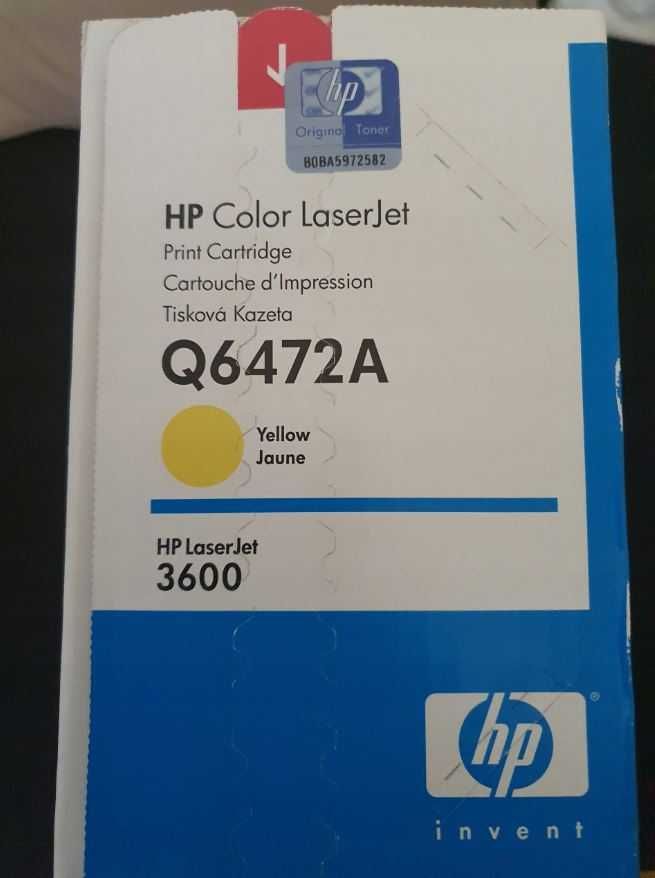 hp
Original Toner
B0BA5972582
HP Color LaserJet
Print Cartridge
Cartouche d'Impression
Tisková Kazeta
Q6472A
Yellow
Jaune
HP LaserJet
3600
hp®
invent